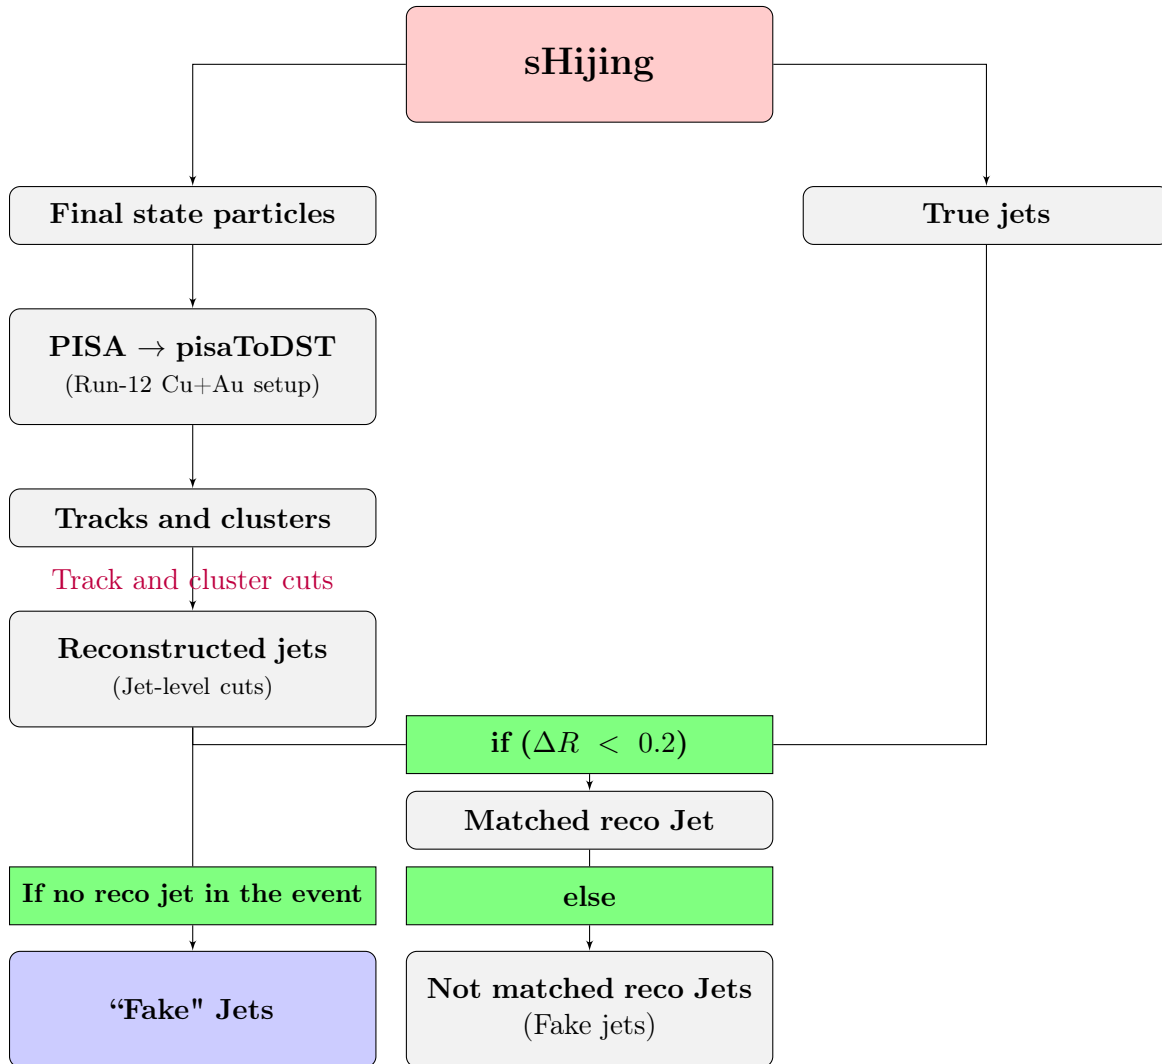 sHijing
Final state particles
True jets
PISA → pisaToDST
(Run-12 Cu+Au setup)
Tracks and clusters
Track and cluster cuts
Reconstructed jets
(Jet-level cuts)
if (ΔR < 0.2)
Matched reco Jet
If no reco jet in the event
else
“Fake" Jets
Not matched reco Jets
(Fake jets)